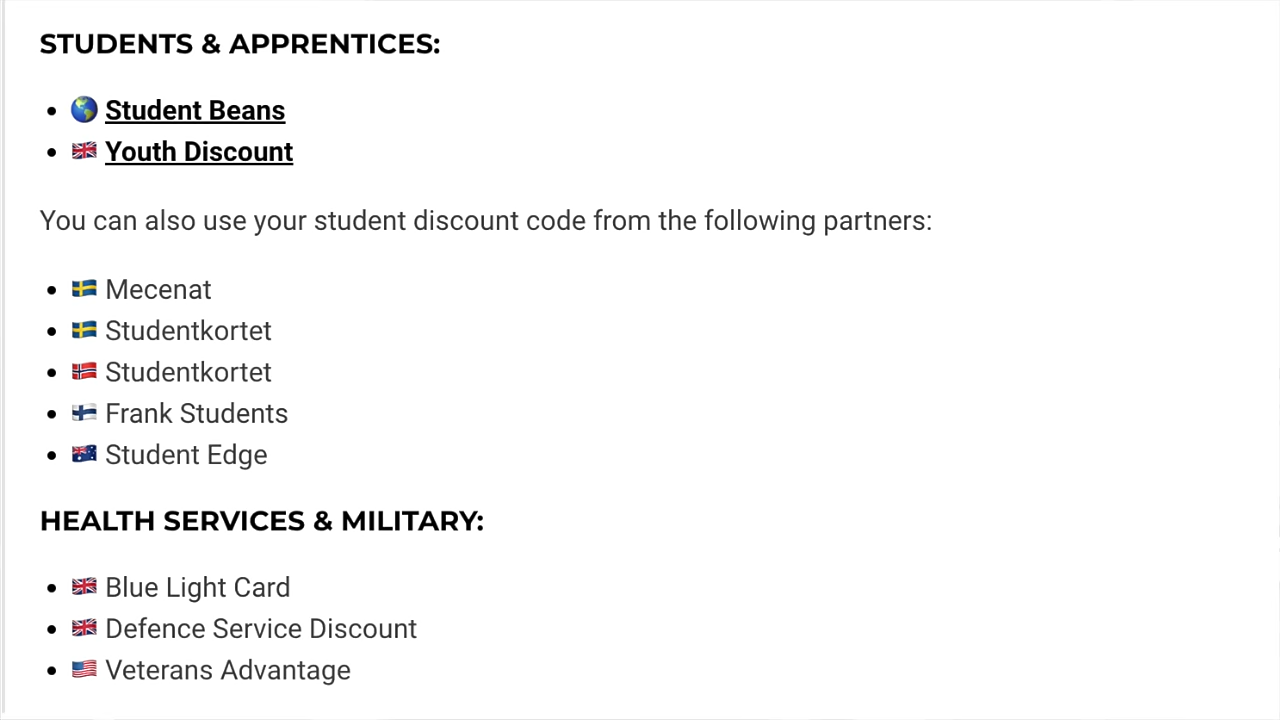 STUDENTS & APPRENTICES:
• 🌎 Student Beans
• 🇬🇧 Youth Discount
You can also use your student discount code from the following partners:
• 🇸🇪 Mecenat
• 🇸🇪 Studentkortet
• 🇳🇴 Studentkortet
• 🇫🇮 Frank Students
• 🇦🇺 Student Edge
HEALTH SERVICES & MILITARY:
• 🇬🇧 Blue Light Card
• 🇬🇧 Defence Service Discount
• 🇺🇸 Veterans Advantage